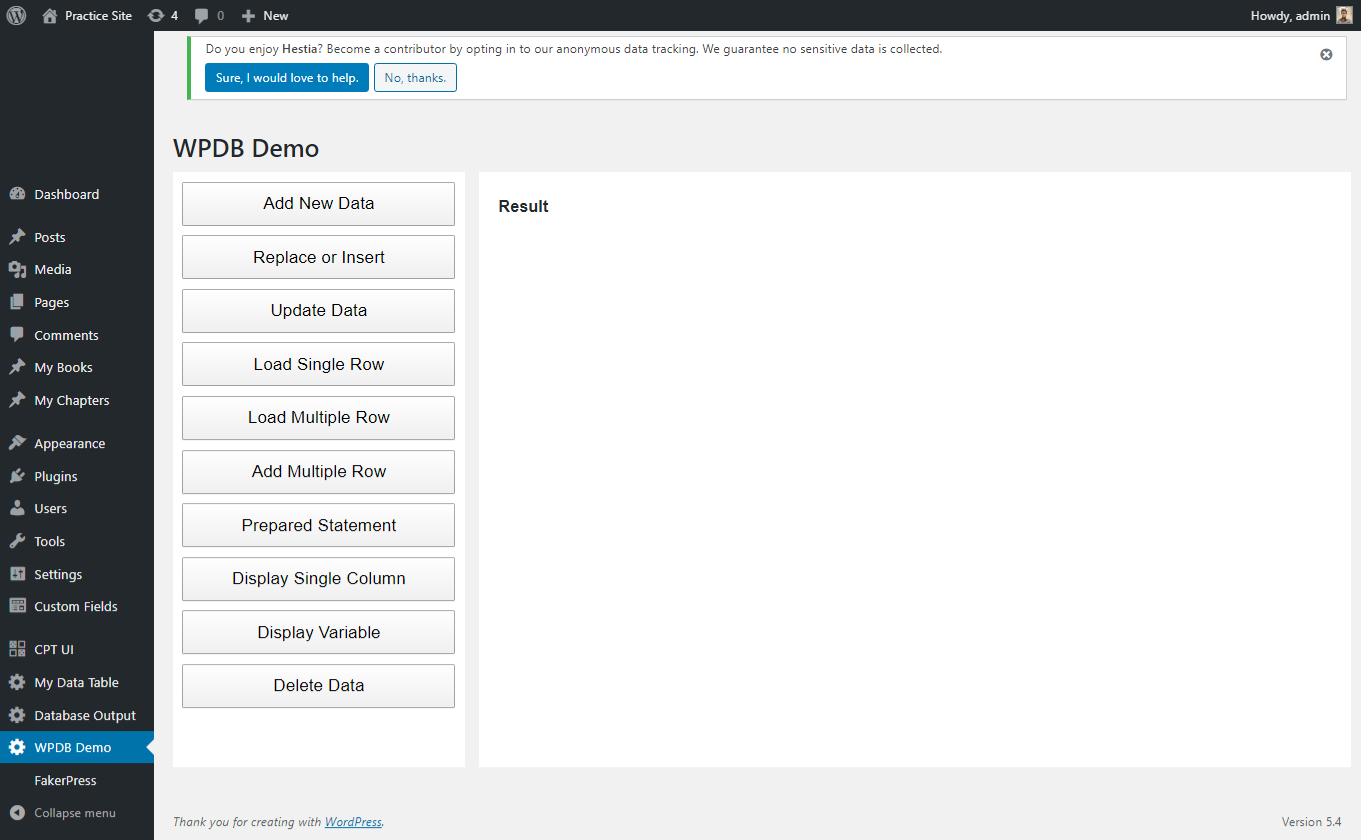 Practice Site 4 0 New Howdy, admin
Do you enjoy Hestia? Become a contributor by opting in to our anonymous data tracking. We guarantee no sensitive data is collected.
Sure, I would love to help. No, thanks.
WPDB Demo
Dashboard
Posts
Media
Pages
Comments
My Books
My Chapters
Appearance
Plugins
Users
Tools
Settings
Custom Fields
CPT UI
My Data Table
Database Output
WPDB Demo
FakerPress
Collapse menu
Add New Data
Replace or Insert
Update Data
Load Single Row
Load Multiple Row
Add Multiple Row
Prepared Statement
Display Single Column
Display Variable
Delete Data
Result
Thank you for creating with WordPress. Version 5.4